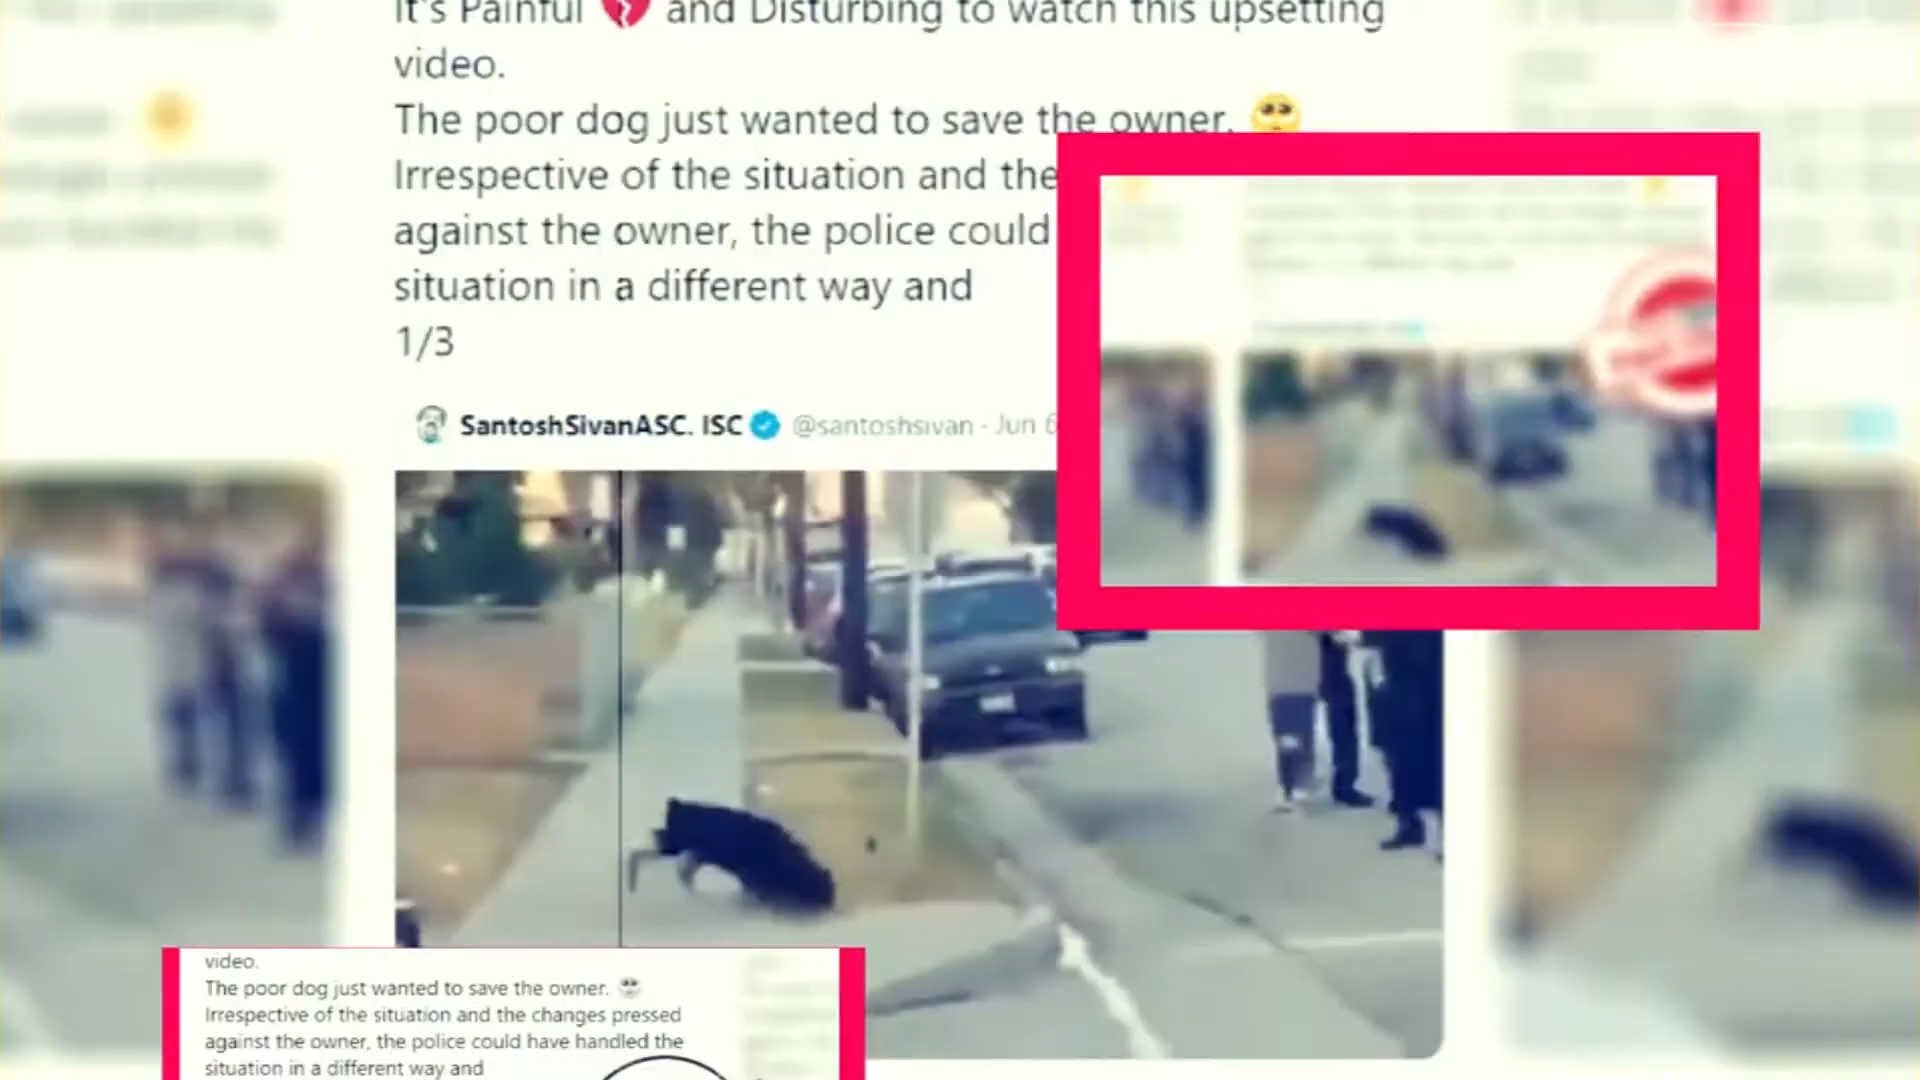 It's Painful 💔 and Disturbing to watch this upsetting
video.
The poor dog just wanted to save the owner. 🥺
Irrespective of the situation and the
against the owner, the police could
situation in a different way and
1/3
SantoshSivanASC. ISC @santoshsivan - Jun 6
video.
The poor dog just wanted to save the owner. 🥺
Irrespective of the situation and the changes pressed
against the owner, the police could have handled the
situation in a different way and